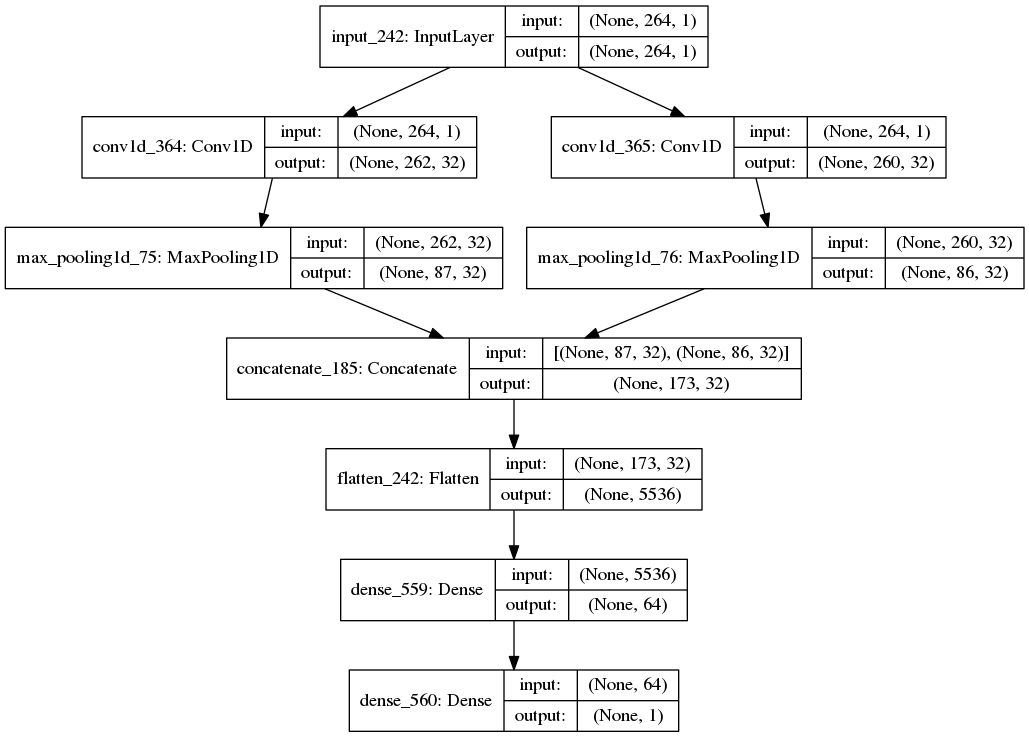 input_242: InputLayer
input: (None, 264, 1)
output: (None, 264, 1)
conv1d_364: Conv1D
input: (None, 264, 1)
output: (None, 262, 32)
conv1d_365: Conv1D
input: (None, 264, 1)
output: (None, 260, 32)
max_pooling1d_75: MaxPooling1D
input: (None, 262, 32)
output: (None, 87, 32)
max_pooling1d_76: MaxPooling1D
input: (None, 260, 32)
output: (None, 86, 32)
concatenate_185: Concatenate
input: [(None, 87, 32), (None, 86, 32)]
output: (None, 173, 32)
flatten_242: Flatten
input: (None, 173, 32)
output: (None, 5536)
dense_559: Dense
input: (None, 5536)
output: (None, 64)
dense_560: Dense
input: (None, 64)
output: (None, 1)